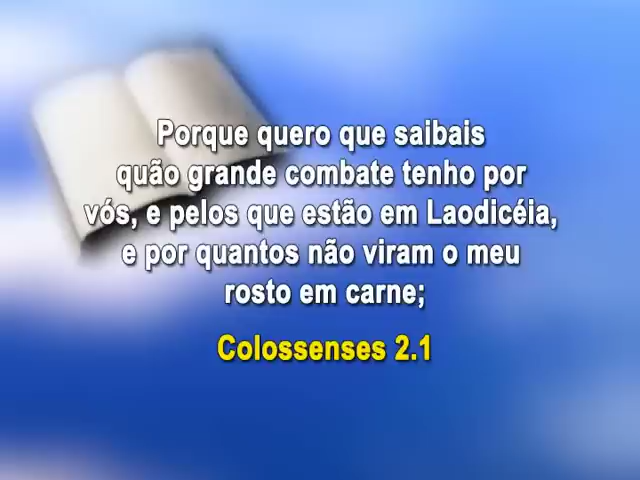 Porque quero que saibais
quão grande combate tenho por
vós, e pelos que estão em Laodicéia,
e por quantos não viram o meu
rosto em carne;
Colossenses 2.1